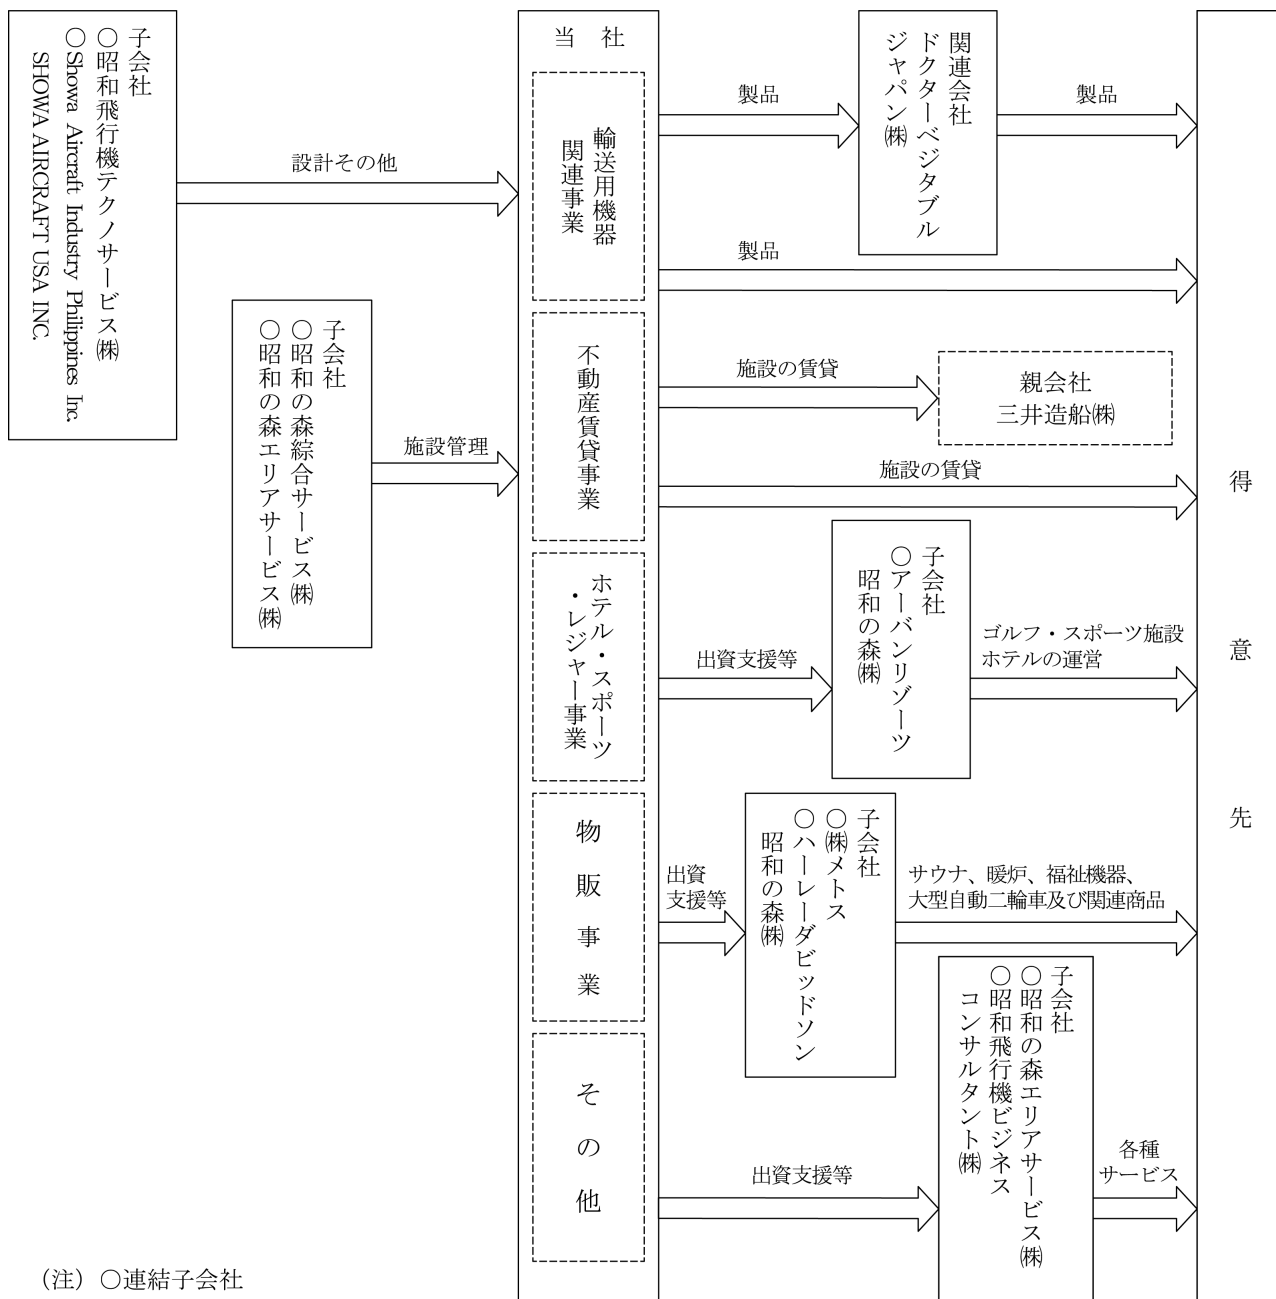 子会社
〇昭和飛行機テクノサービス㈱
〇Showa Aircraft Industry Philippines Inc.
SHOWA AIRCRAFT USA INC.
設計その他
子会社
〇昭和の森綜合サービス㈱
〇昭和の森エリアサービス㈱
施設管理
当 社
輸送用機器
関連事業
製品
関連会社
ドクターベジタブル
ジャパン㈱
製品
製品
不動産賃貸事業
施設の賃貸
親会社
三井造船㈱
施設の賃貸
ホテル・スポーツ
・レジャー事業
出資支援等
子会社
〇アーバンリゾーツ
昭和の森㈱
ゴルフ・スポーツ施設
ホテルの運営
物販事業
出資
支援等
子会社
〇㈱メトス
〇ハーレーダビッドソン
昭和の森㈱
サウナ、暖炉、福祉機器、
大型自動二輪車及び関連商品
その他
出資支援等
子会社
〇昭和の森エリアサービス㈱
〇昭和飛行機ビジネス
コンサルタント㈱
各種
サービス
得意先
(注) 〇連結子会社